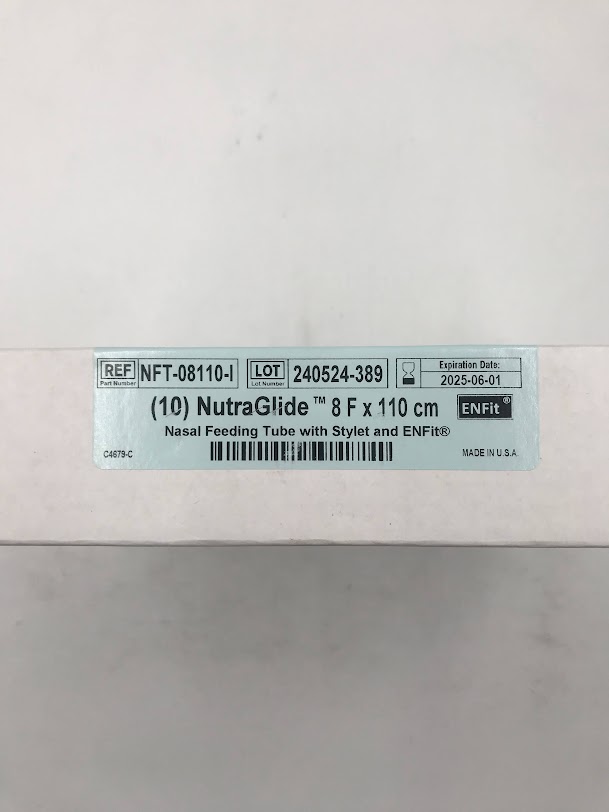 REF Part Number NFT-08110-I LOT Lot Number 240524-389 Expiration Date: 2025-06-01
(10) NutraGlide™ 8 F x 110 cm ENFit®
Nasal Feeding Tube with Stylet and ENFit®
C4679-C MADE IN U.S.A.